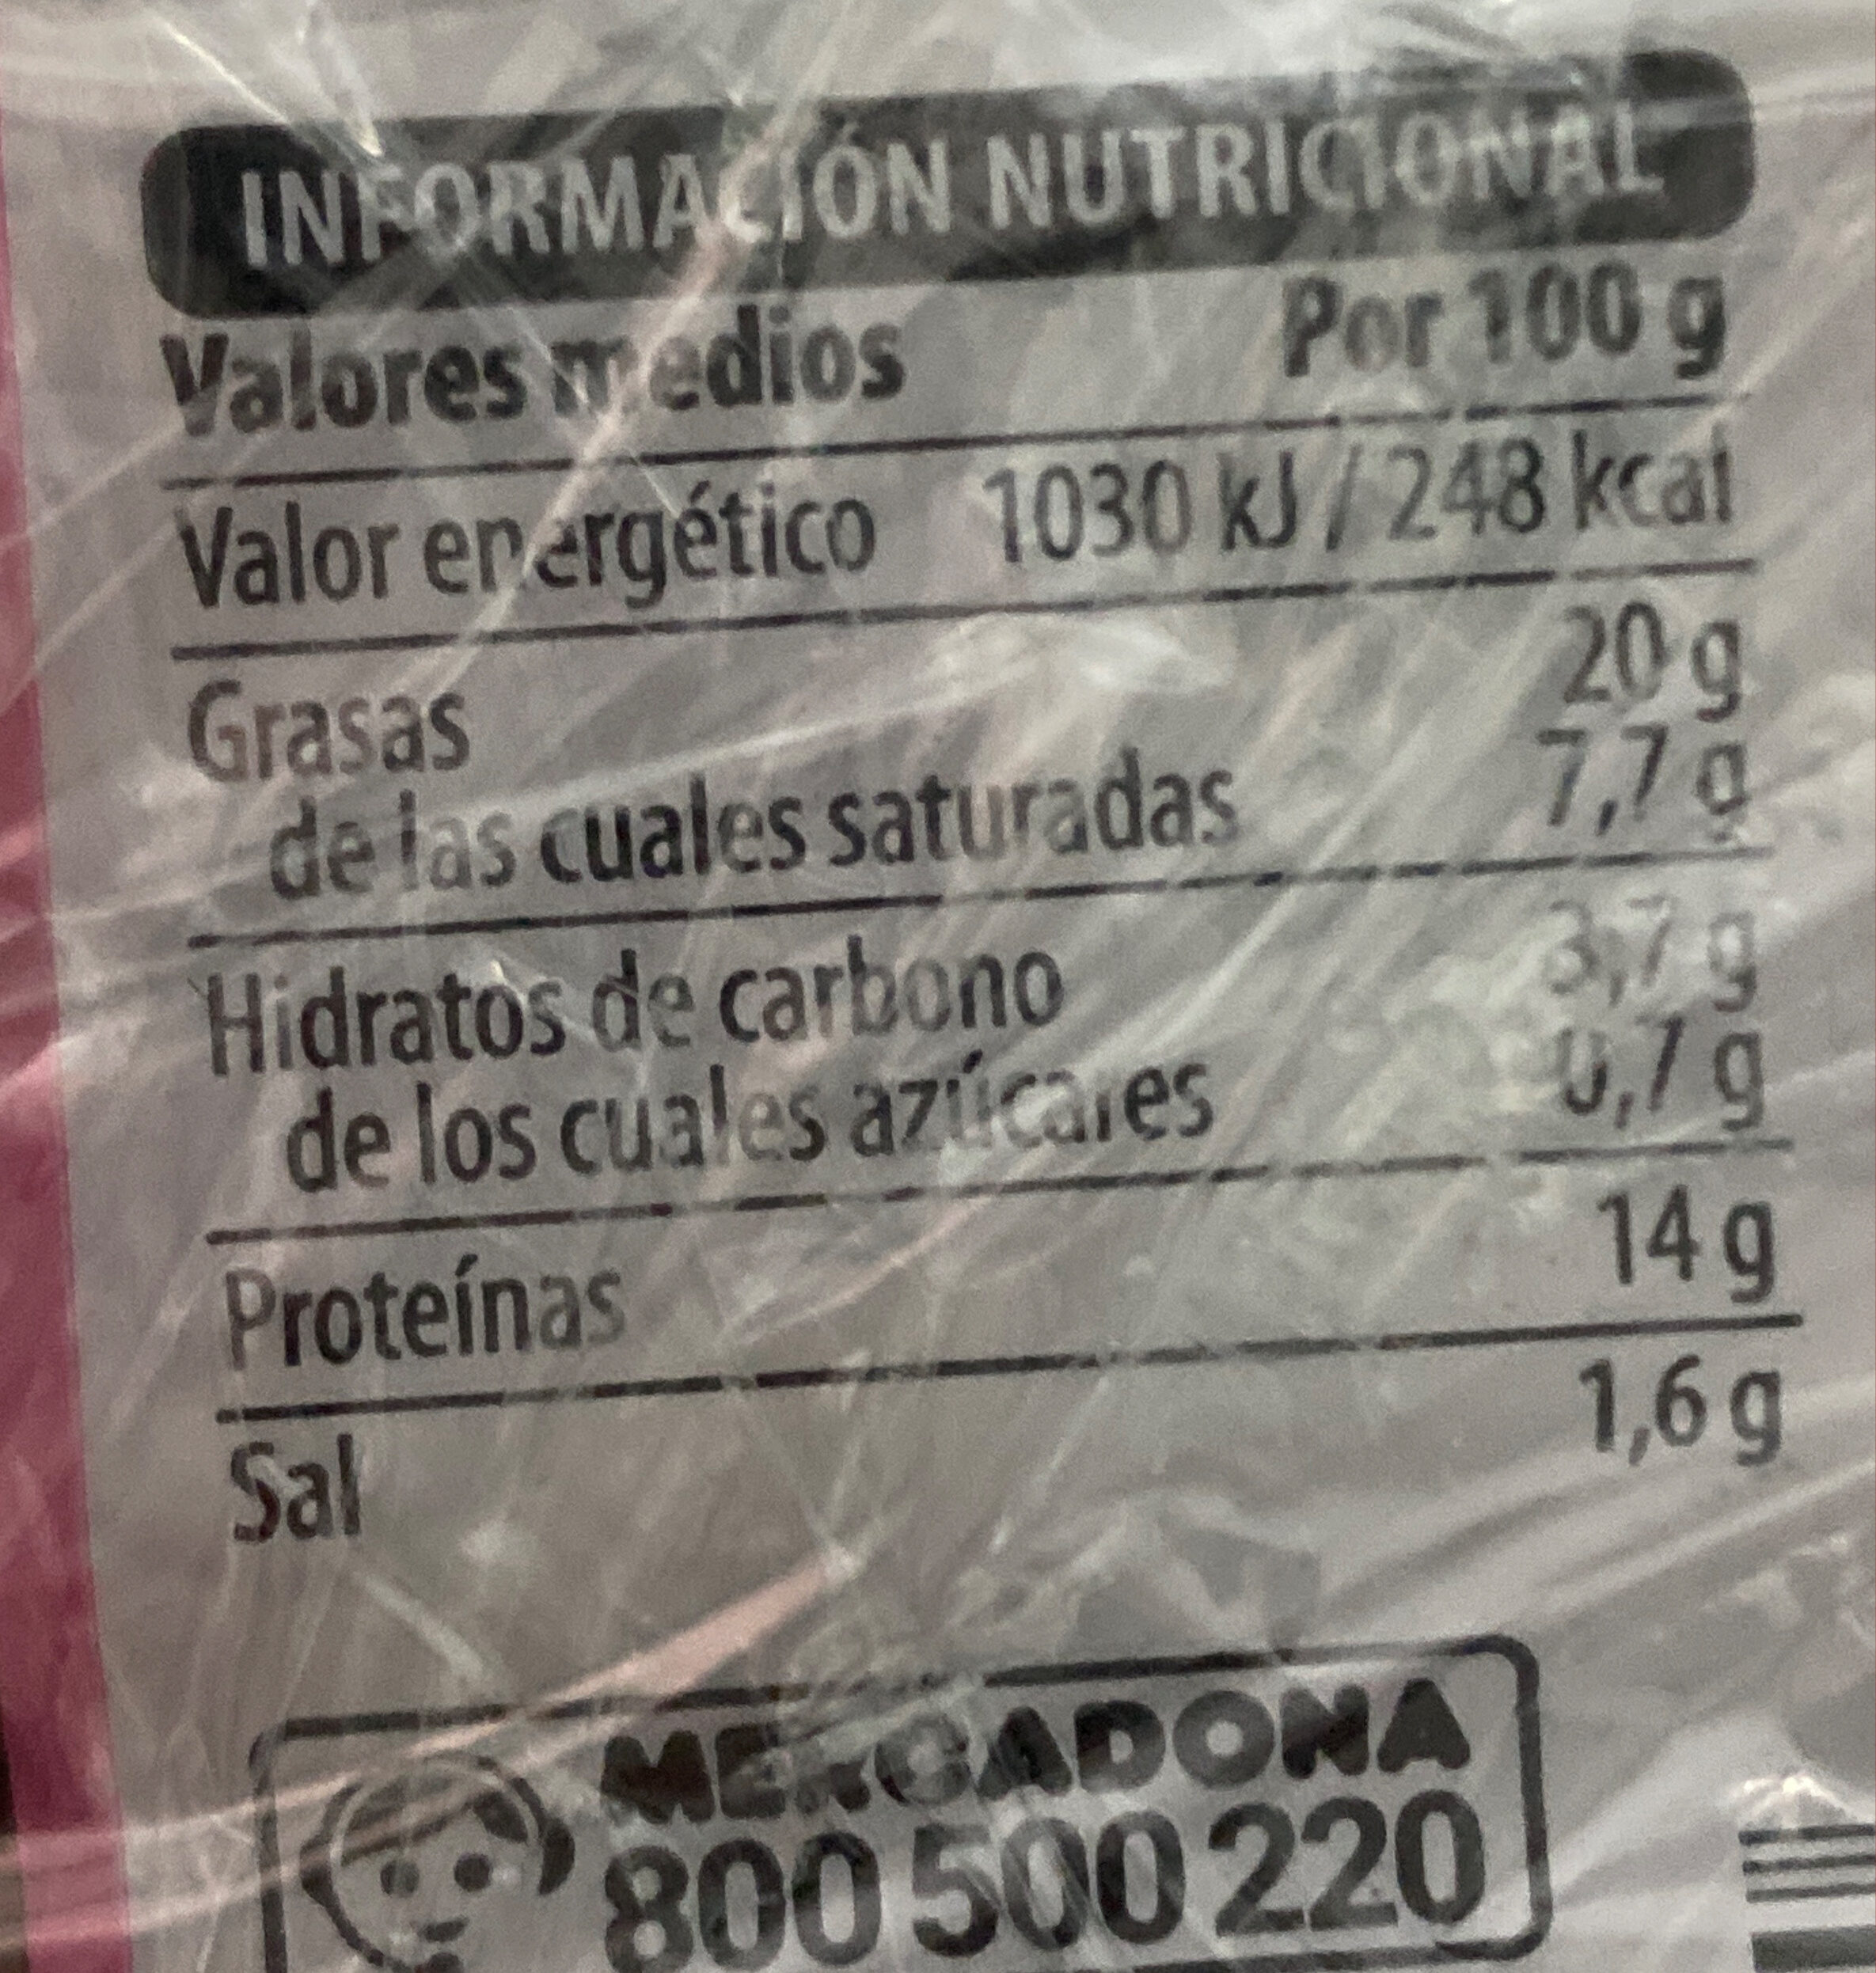 INFORMACIÓN NUTRICIONAL
Valores medios Por 100 g
Valor energético 1030 kJ / 248 kcal
Grasas 20 g
de las cuales saturadas 7,7 g
Hidratos de carbono 3,7 g
de los cuales azúcares 0,7 g
Proteínas 14 g
Sal 1,6 g
MERCADONA
800 500 220